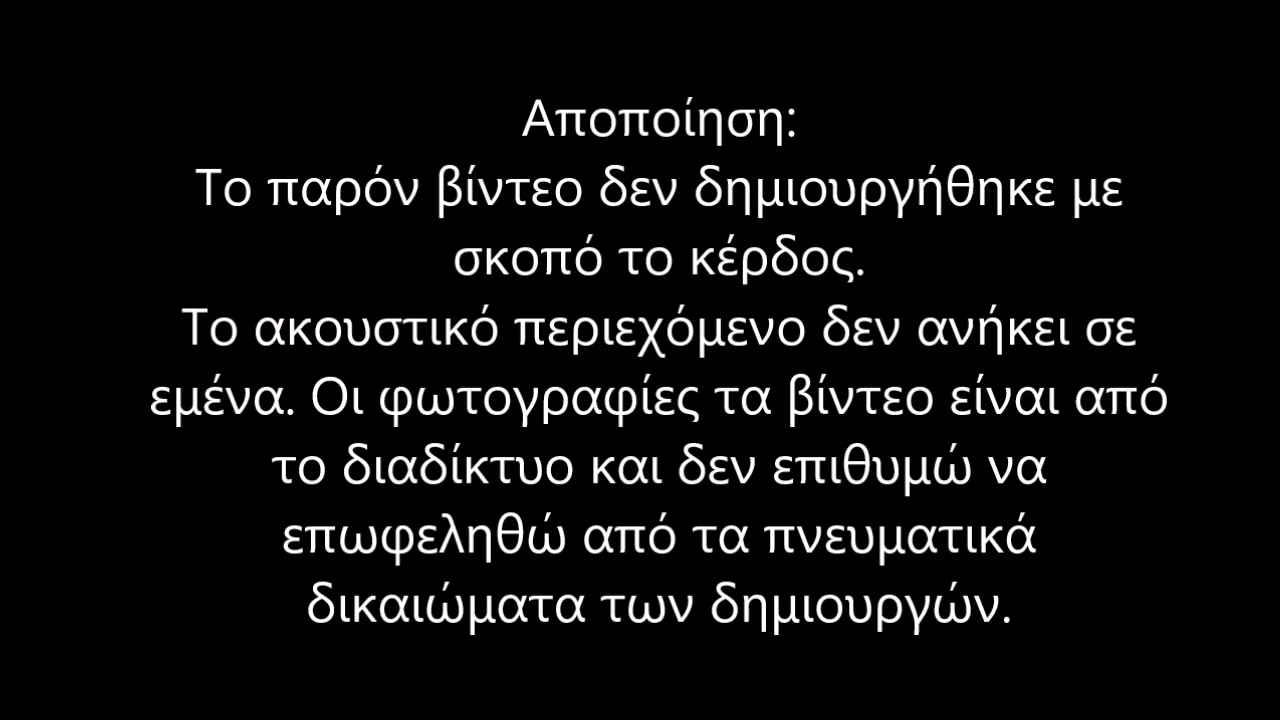 Αποποίηση:
Το παρόν βίντεο δεν δημιουργήθηκε με
σκοπό το κέρδος.
Το ακουστικό περιεχόμενο δεν ανήκει σε
εμένα. Οι φωτογραφίες τα βίντεο είναι από
το διαδίκτυο και δεν επιθυμώ να
επωφεληθώ από τα πνευματικά
δικαιώματα των δημιουργών.